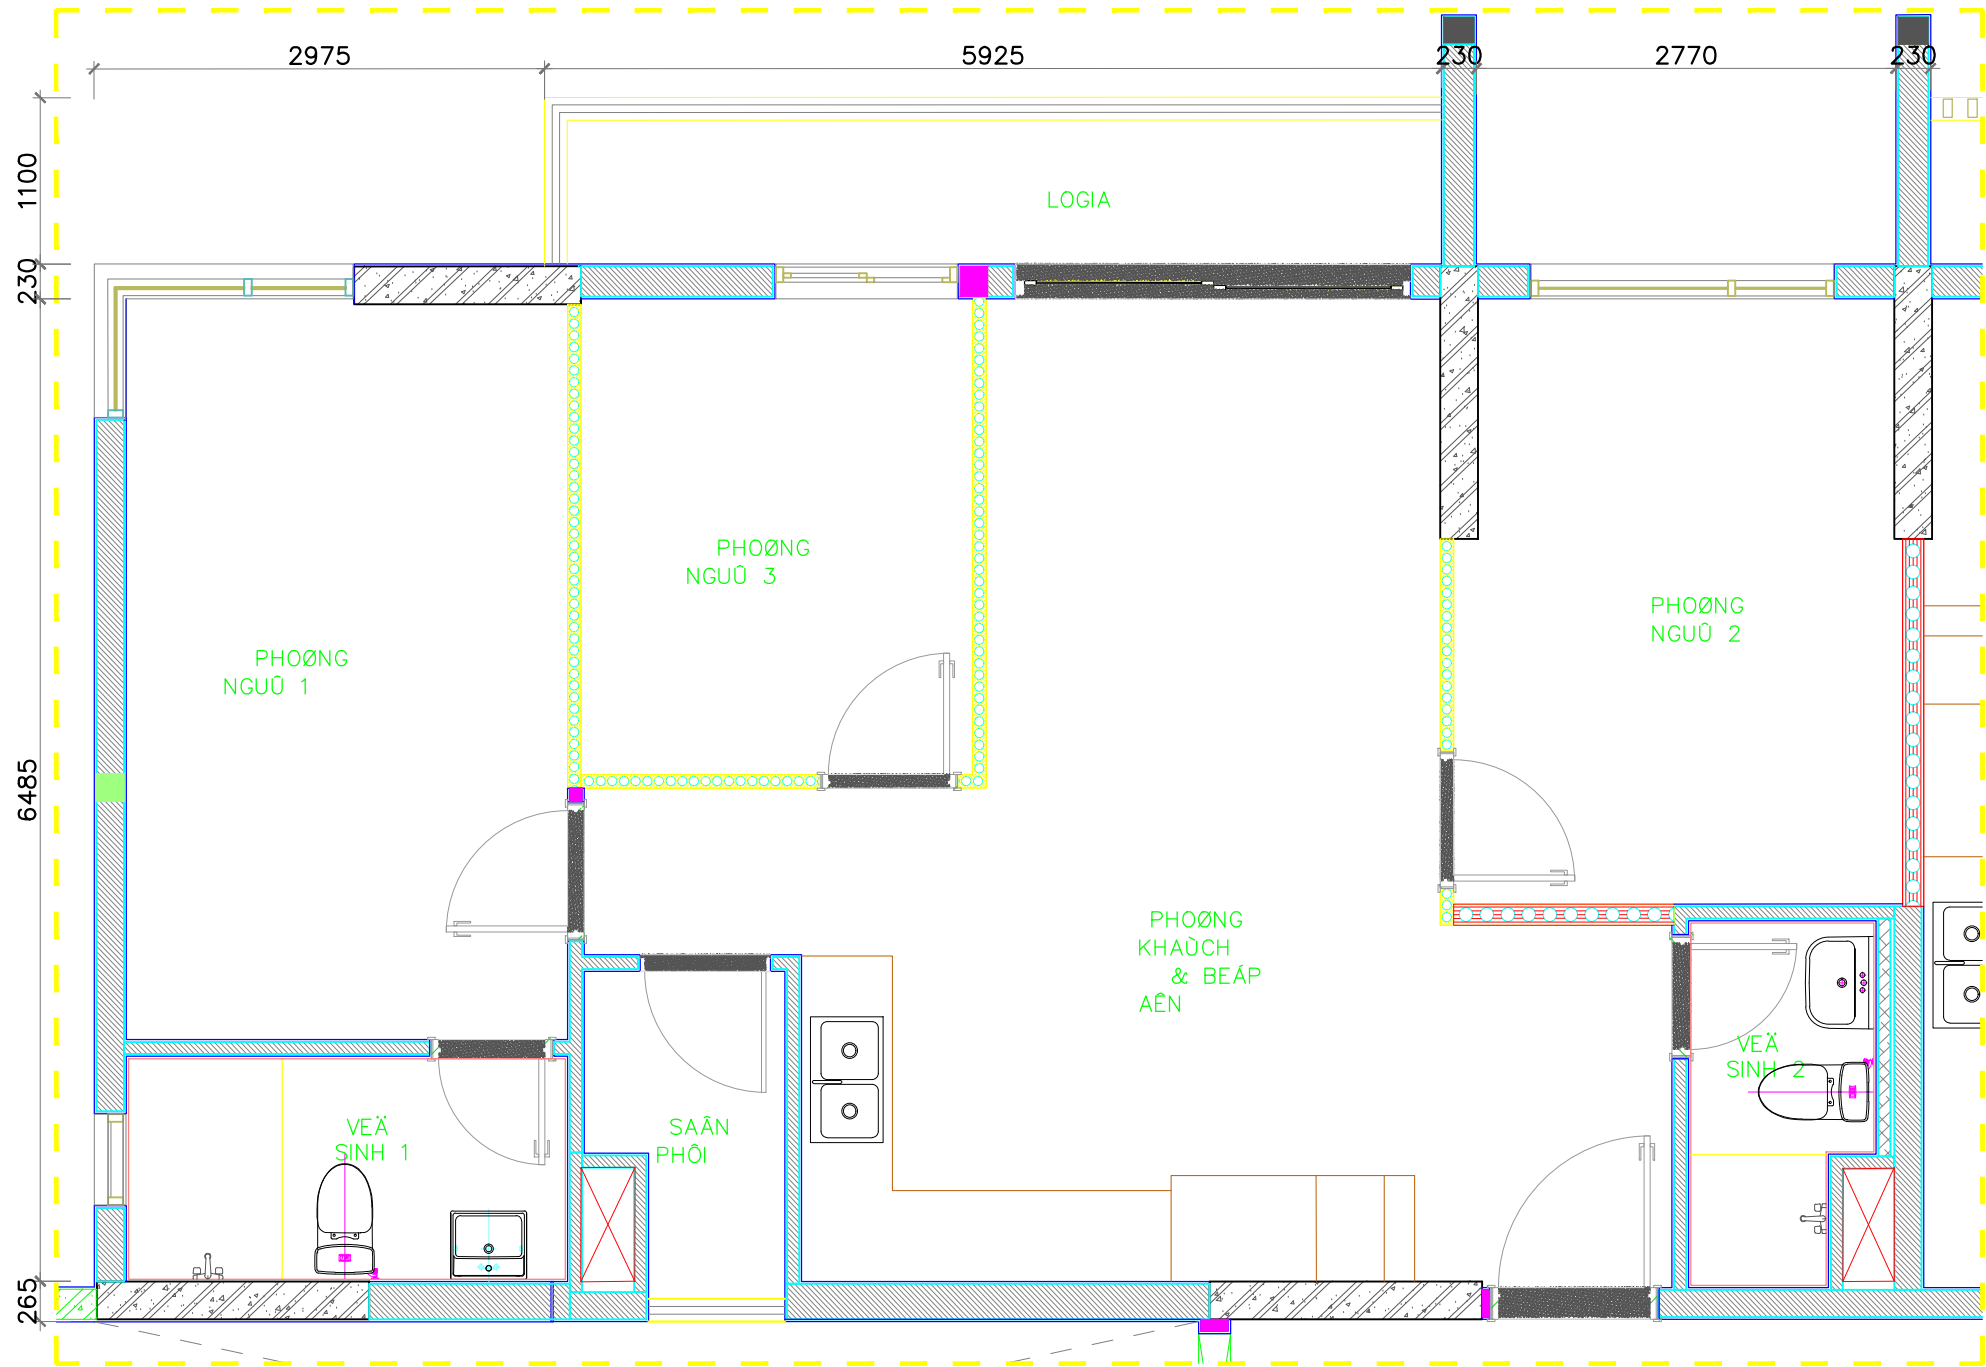 2975 5925 230 2770 230
1100
LOGIA
230
PHOØNG
NGUÛ 3
PHOØNG
NGUÛ 2
PHOØNG
NGUÛ 1
6485
PHOØNG
KHAÙCH
& BEÁP
AÊN
VEÄ
SINH 2
VEÄ
SINH 1
SAÂN
PHÔI
265